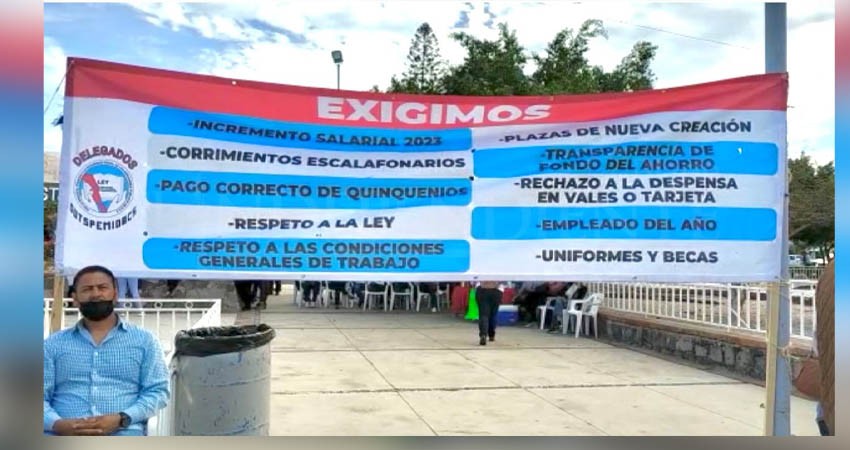 EXIGIMOS
-INCREMENTO SALARIAL 2023
-CORRIMIENTOS ESCALAFONARIOS
-PAGO CORRECTO DE QUINQUENIOS
-RESPETO A LA LEY
-RESPETO A LAS CONDICIONES
GENERALES DE TRABAJO
-PLAZAS DE NUEVA CREACIÓN
-TRANSPARENCIA DE
FONDO DEL AHORRO
-RECHAZO A LA DESPENSA
EN VALES O TARJETA
-EMPLEADO DEL AÑO
-UNIFORMES Y BECAS
DELEGADOS
LEY